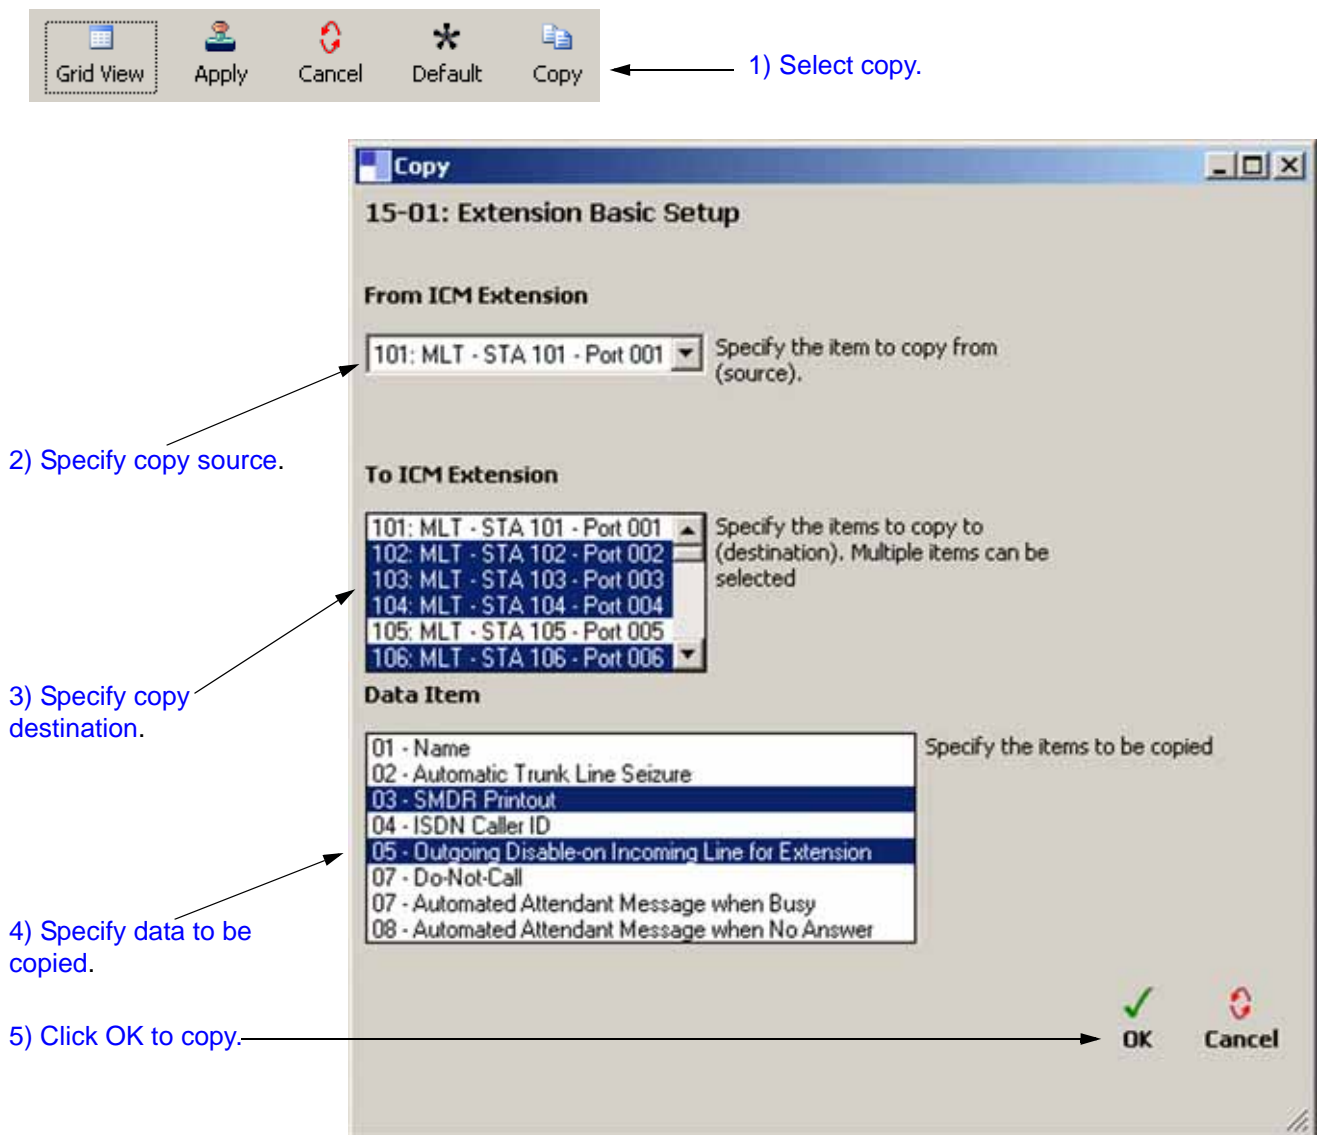 Grid View Apply Cancel Default Copy
1) Select copy.
Copy
15-01: Extension Basic Setup
From ICM Extension
101: MLT - STA 101 - Port 001
Specify the item to copy from
(source).
2) Specify copy source.
To ICM Extension
101: MLT - STA 101 - Port 001
102: MLT - STA 102 - Port 002
103: MLT - STA 103 - Port 003
104: MLT - STA 104 - Port 004
105: MLT - STA 105 - Port 005
106: MLT - STA 106 - Port 006
Specify the items to copy to
(destination). Multiple items can be
selected
3) Specify copy
destination.
Data Item
01 - Name
02 - Automatic Trunk Line Seizure
03 - SMDR Printout
04 - ISDN Caller ID
05 - Outgoing Disable-on Incoming Line for Extension
07 - Do-Not-Call
07 - Automated Attendant Message when Busy
08 - Automated Attendant Message when No Answer
Specify the items to be copied
4) Specify data to be
copied.
5) Click OK to copy.
OK Cancel